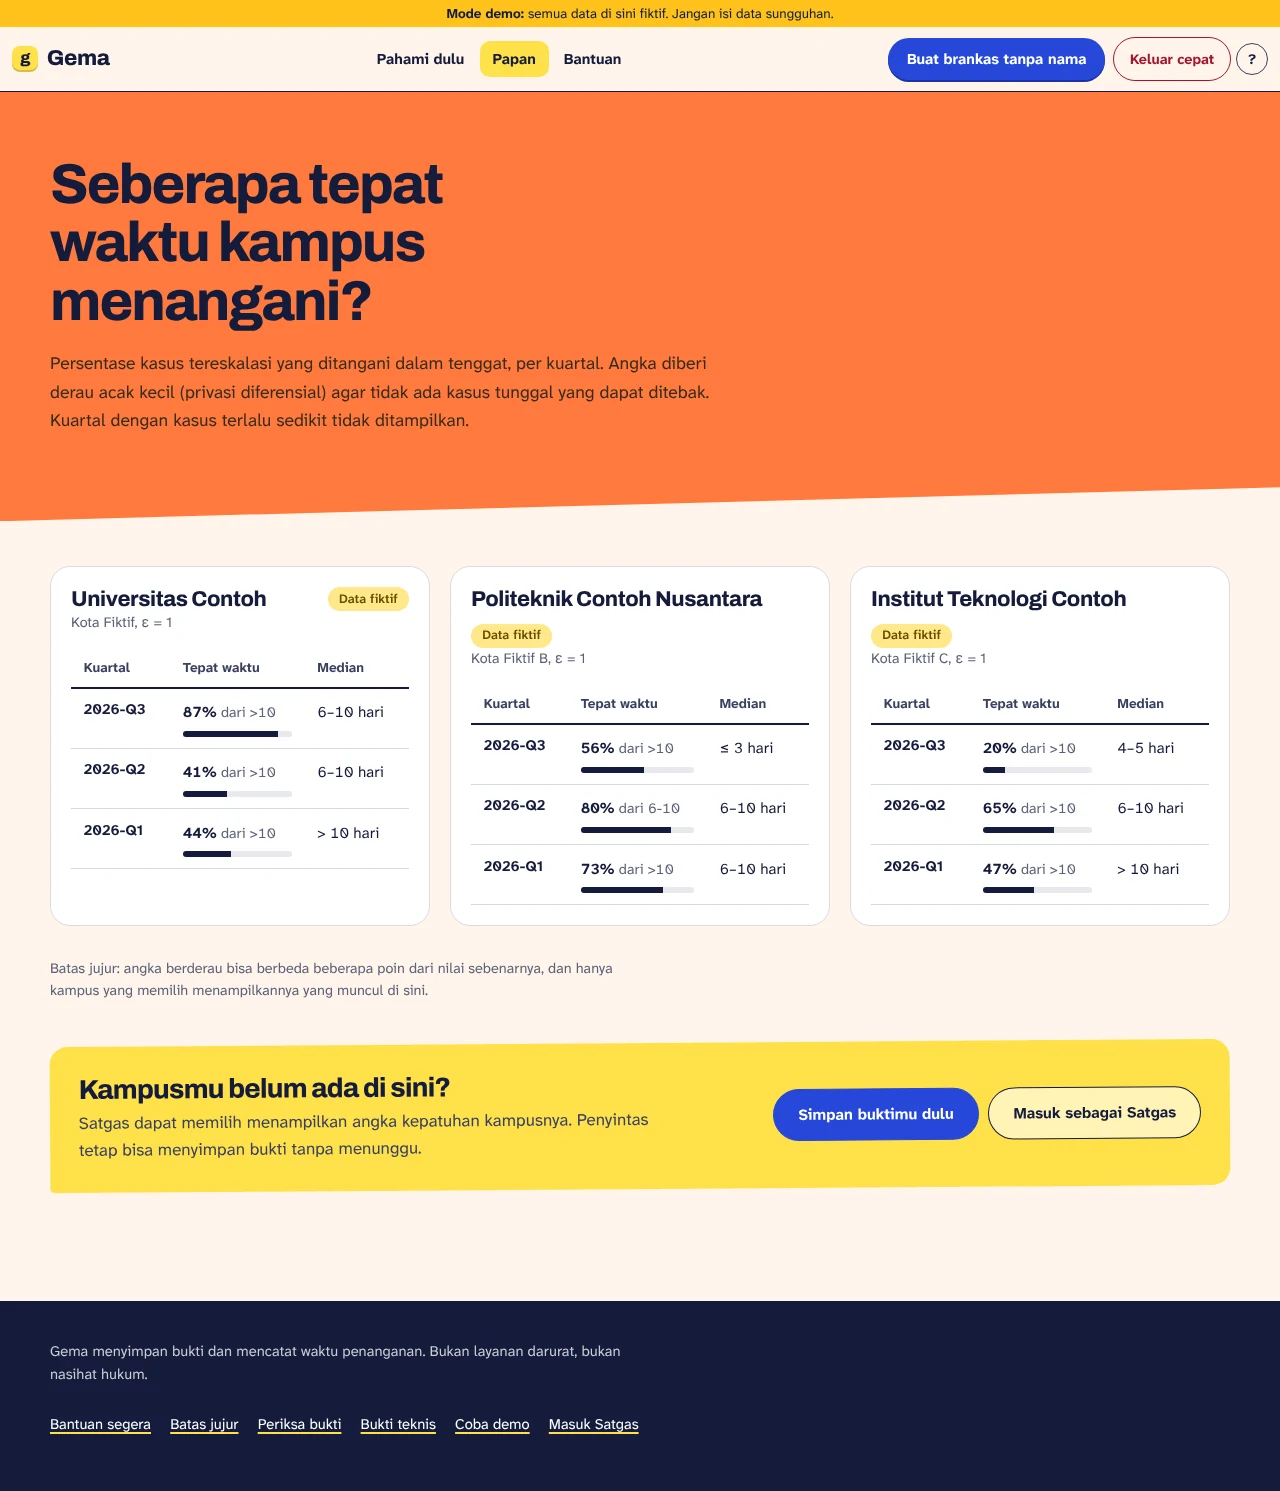 Mode demo: semua data di sini fiktif. Jangan isi data sungguhan.
g Gema
Pahami dulu
Papan
Bantuan
Buat brankas tanpa nama
Keluar cepat
?
Seberapa tepat
waktu kampus
menangani?
Persentase kasus tereskalasi yang ditangani dalam tenggat, per kuartal. Angka diberi
derau acak kecil (privasi diferensial) agar tidak ada kasus tunggal yang dapat ditebak.
Kuartal dengan kasus terlalu sedikit tidak ditampilkan.
Universitas Contoh
Data fiktif
Kota Fiktif, ε = 1
Kuartal Tepat waktu Median
2026-Q3 87% dari >10 6–10 hari
2026-Q2 41% dari >10 6–10 hari
2026-Q1 44% dari >10 > 10 hari
Politeknik Contoh Nusantara
Data fiktif
Kota Fiktif B, ε = 1
Kuartal Tepat waktu Median
2026-Q3 56% dari >10 ≤ 3 hari
2026-Q2 80% dari 6-10 6–10 hari
2026-Q1 73% dari >10 6–10 hari
Institut Teknologi Contoh
Data fiktif
Kota Fiktif C, ε = 1
Kuartal Tepat waktu Median
2026-Q3 20% dari >10 4–5 hari
2026-Q2 65% dari >10 6–10 hari
2026-Q1 47% dari >10 > 10 hari
Batas jujur: angka berderau bisa berbeda beberapa poin dari nilai sebenarnya, dan hanya
kampus yang memilih menampilkannya yang muncul di sini.
Kampusmu belum ada di sini?
Satgas dapat memilih menampilkan angka kepatuhan kampusnya. Penyintas
tetap bisa menyimpan bukti tanpa menunggu.
Simpan buktimu dulu
Masuk sebagai Satgas
Gema menyimpan bukti dan mencatat waktu penanganan. Bukan layanan darurat, bukan
nasihat hukum.
Bantuan segera Batas jujur Periksa bukti Bukti teknis Coba demo Masuk Satgas